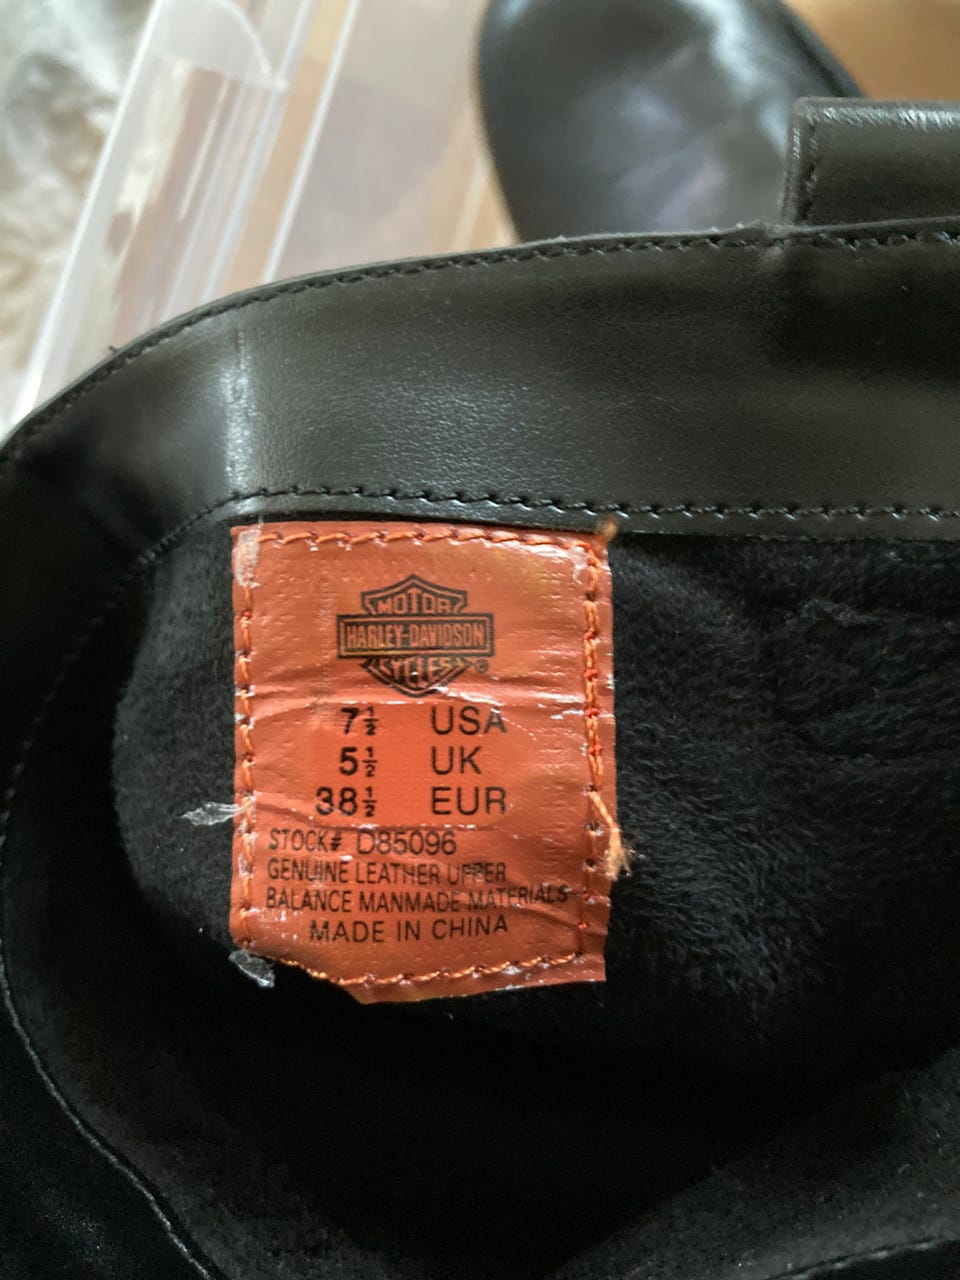 MOTOR
HARLEY-DAVIDSON
CYCLES
©
7½ USA
5½ UK
38½ EUR
STOCK# D85096
GENUINE LEATHER UPPER
BALANCE MANMADE MATERIALS
MADE IN CHINA